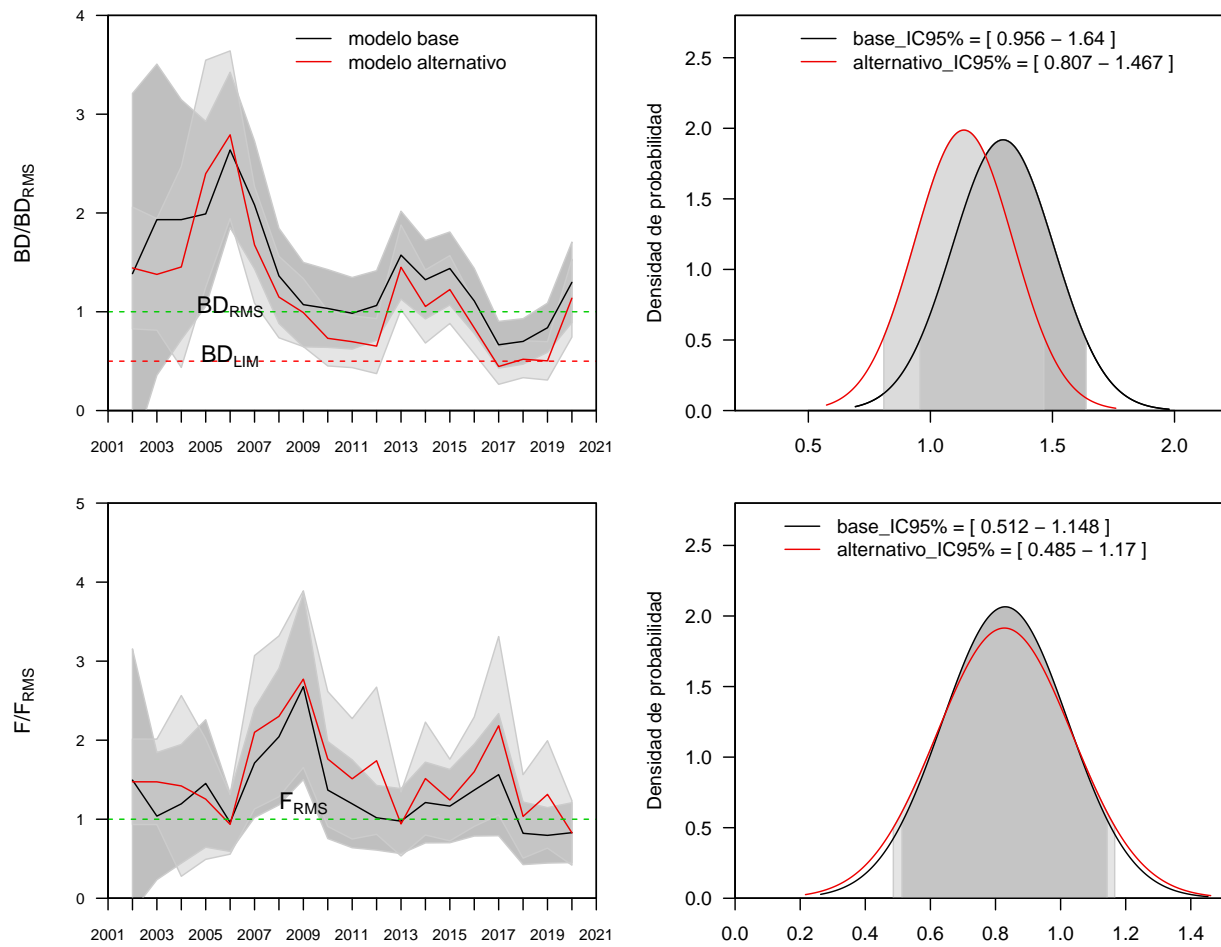 modelo base
modelo alternativo
BD/BD_RMS
BD_RMS
BD_LIM
4
3
2
1
0
2001 2003 2005 2007 2009 2011 2013 2015 2017 2019 2021
base_IC95% = [ 0.956 − 1.64 ]
alternativo_IC95% = [ 0.807 − 1.467 ]
Densidad de probabilidad
2.5
2.0
1.5
1.0
0.5
0.0
0.5 1.0 1.5 2.0
F/F_RMS
F_RMS
5
4
3
2
1
0
2001 2003 2005 2007 2009 2011 2013 2015 2017 2019 2021
base_IC95% = [ 0.512 − 1.148 ]
alternativo_IC95% = [ 0.485 − 1.17 ]
Densidad de probabilidad
2.5
2.0
1.5
1.0
0.5
0.0
0.0 0.2 0.4 0.6 0.8 1.0 1.2 1.4